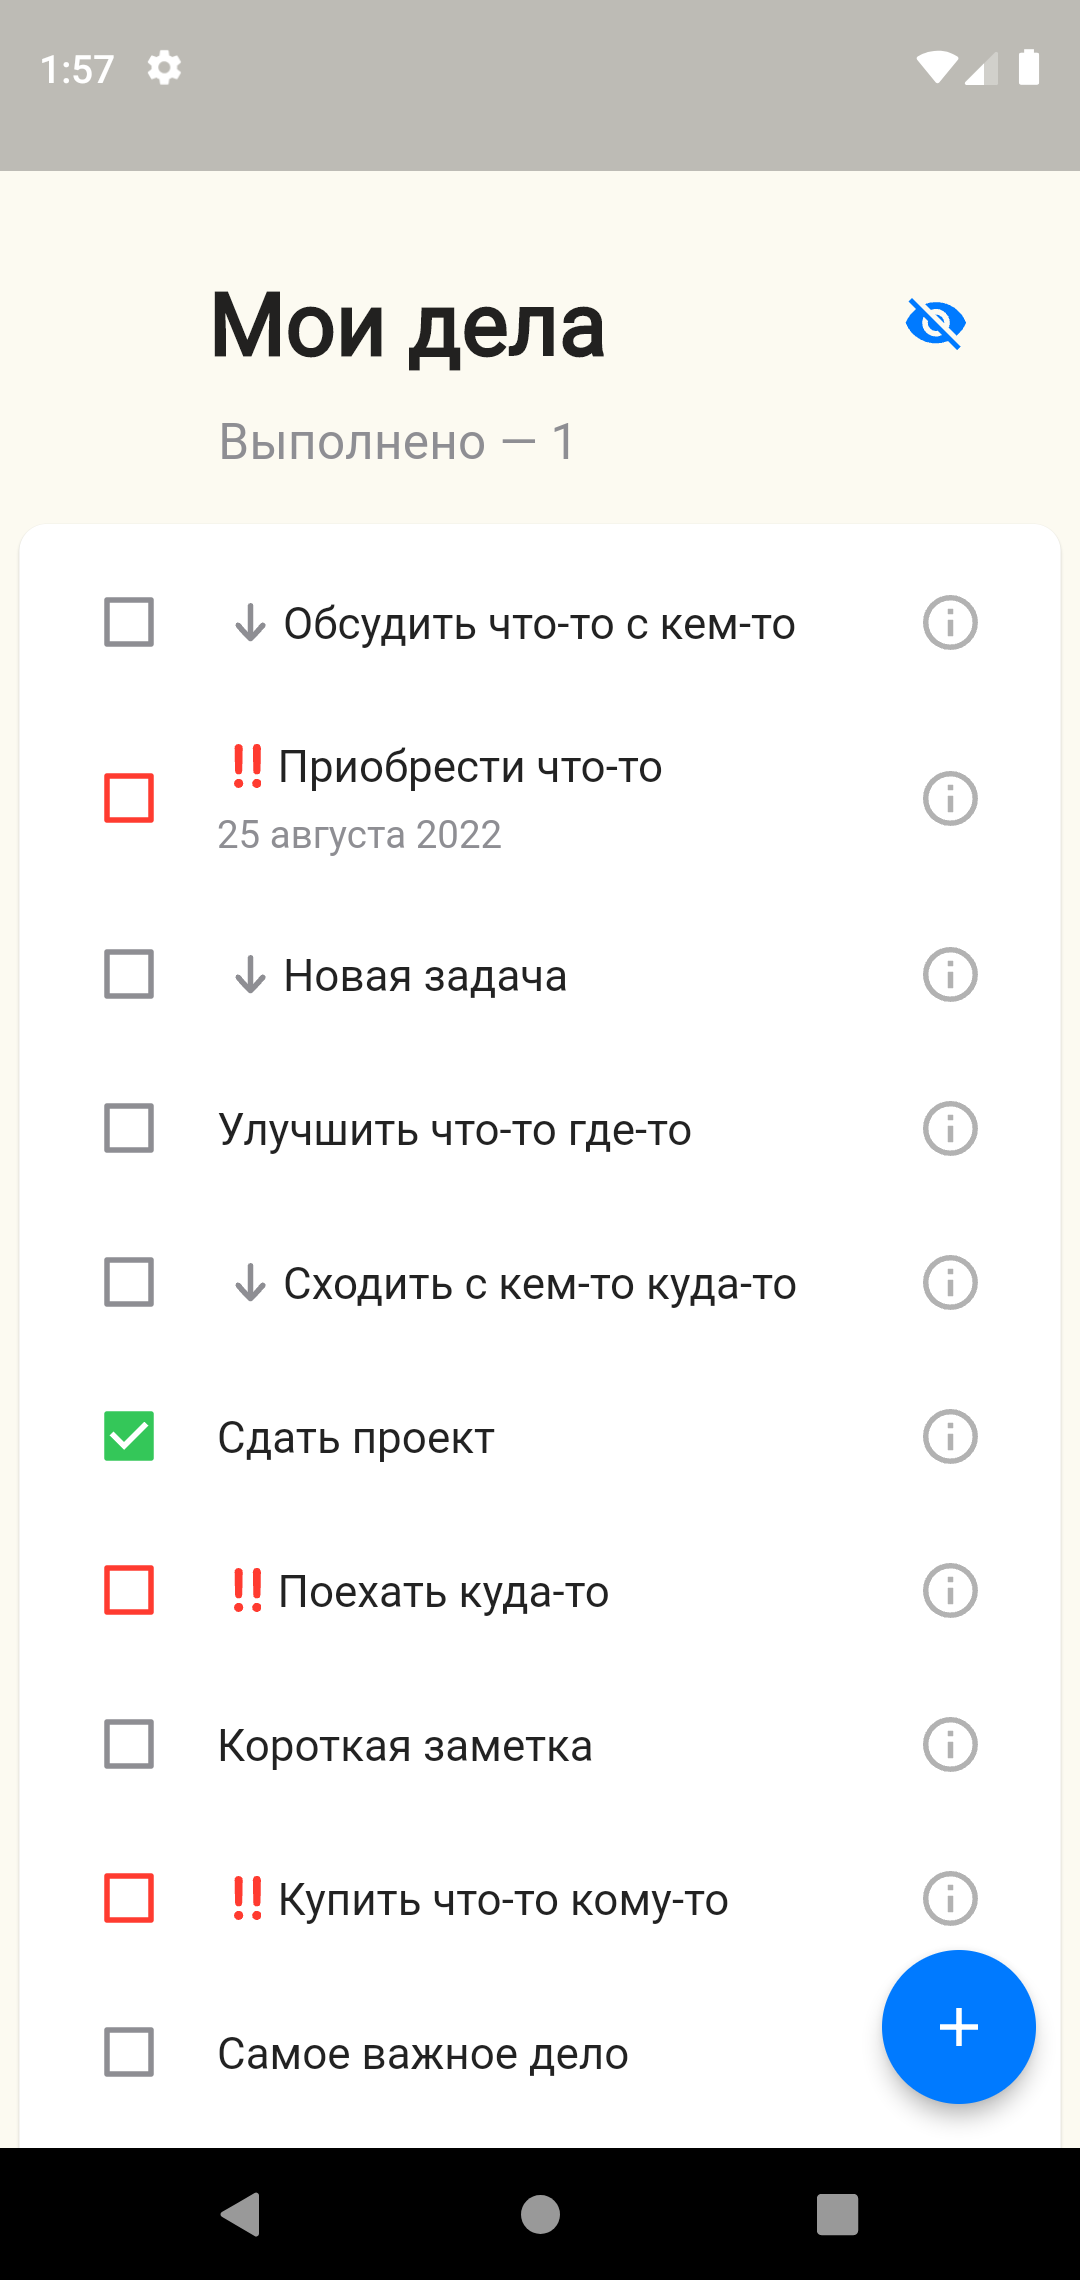 1:57
Мои дела
Выполнено — 1
↓ Обсудить что-то с кем-то
‼ Приобрести что-то
25 августа 2022
↓ Новая задача
Улучшить что-то где-то
↓ Сходить с кем-то куда-то
Сдать проект
‼ Поехать куда-то
Короткая заметка
‼ Купить что-то кому-то
Самое важное дело